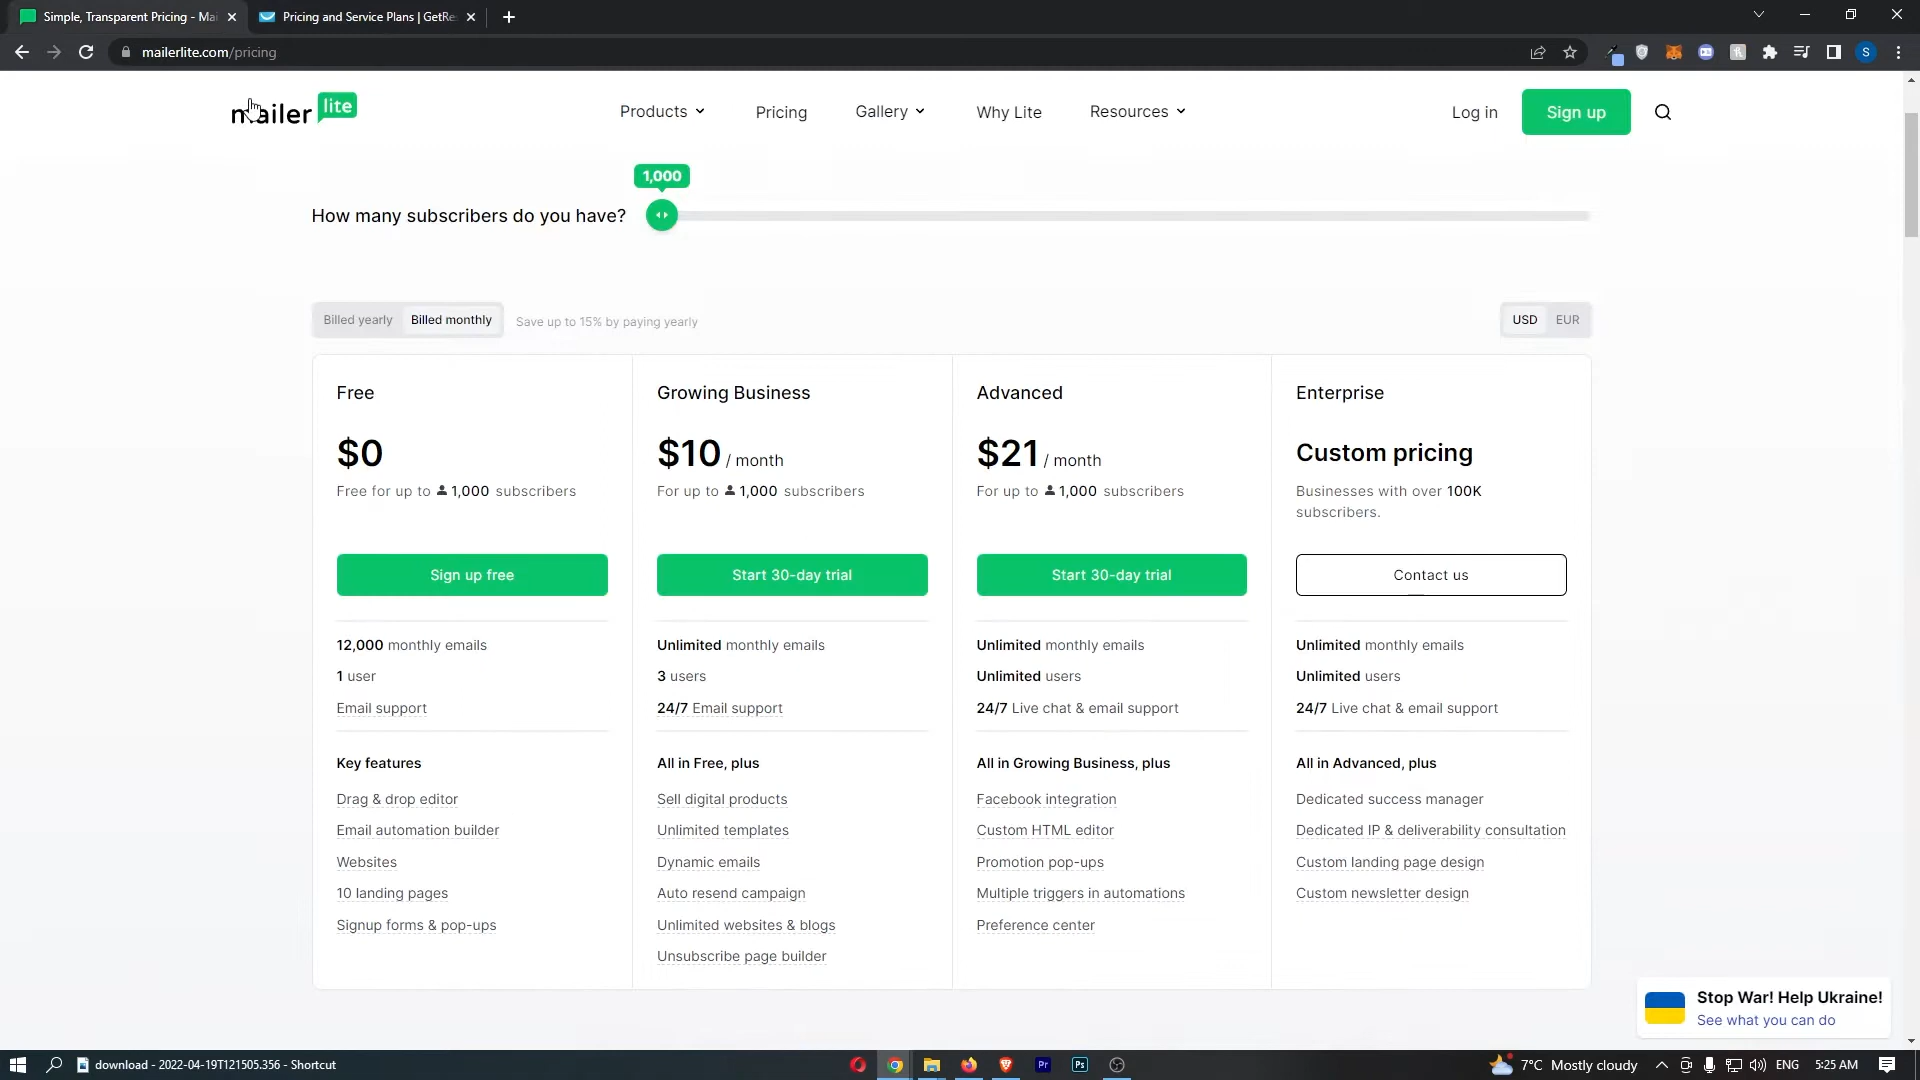 Simple, Transparent Pricing - Mai
Pricing and Service Plans | GetRes
mailerlite.com/pricing
S
mailer lite
Products
Pricing
Gallery
Why Lite
Resources
Log in
Sign up
1,000
How many subscribers do you have?
Billed yearly
Billed monthly
Save up to 15% by paying yearly
USD
EUR
Free
$0
Free for up to 1,000 subscribers
Sign up free
12,000 monthly emails
1 user
Email support
Key features
Drag & drop editor
Email automation builder
Websites
10 landing pages
Signup forms & pop-ups
Growing Business
$10 / month
For up to 1,000 subscribers
Start 30-day trial
Unlimited monthly emails
3 users
24/7 Email support
All in Free, plus
Sell digital products
Unlimited templates
Dynamic emails
Auto resend campaign
Unlimited websites & blogs
Unsubscribe page builder
Advanced
$21 / month
For up to 1,000 subscribers
Start 30-day trial
Unlimited monthly emails
Unlimited users
24/7 Live chat & email support
All in Growing Business, plus
Facebook integration
Custom HTML editor
Promotion pop-ups
Multiple triggers in automations
Preference center
Enterprise
Custom pricing
Businesses with over 100K
subscribers.
Contact us
Unlimited monthly emails
Unlimited users
24/7 Live chat & email support
All in Advanced, plus
Dedicated success manager
Dedicated IP & deliverability consultation
Custom landing page design
Custom newsletter design
Stop War! Help Ukraine!
See what you can do
download - 2022-04-19T121505.356 - Shortcut
Pr
Ps
7°C Mostly cloudy
ENG
5:25 AM